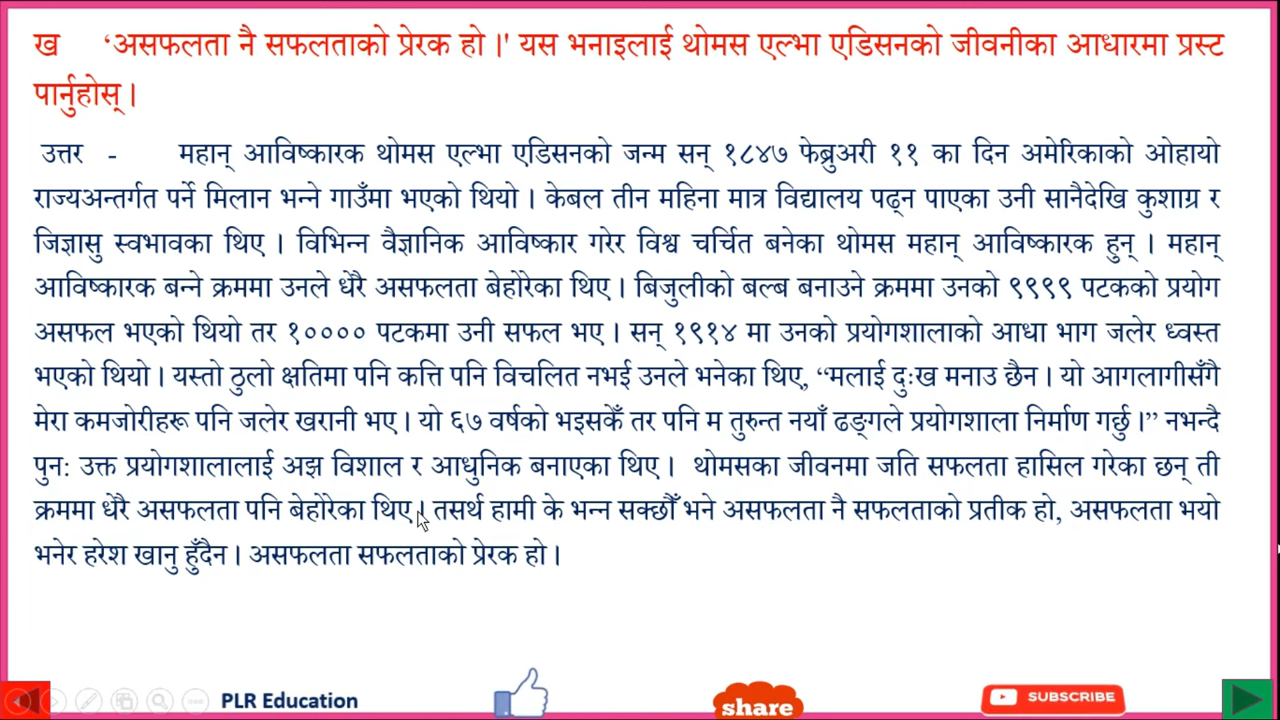 ख ‘असफलता नै सफलताको प्रेरक हो।' यस भनाइलाई थोमस एल्भा एडिसनको जीवनीका आधारमा प्रस्ट
पार्नुहोस् ।
उत्तर - महान् आविष्कारक थोमस एल्भा एडिसनको जन्म सन् १८४७ फेब्रुअरी ११ का दिन अमेरिकाको ओहायो
राज्यअन्तर्गत पर्ने मिलान भन्ने गाउँमा भएको थियो । केबल तीन महिना मात्र विद्यालय पढ्न पाएका उनी सानैदेखि कुशाग्र र
जिज्ञासु स्वभावका थिए । विभिन्न वैज्ञानिक आविष्कार गरेर विश्व चर्चित बनेका थोमस महान् आविष्कारक हुन् । महान्
आविष्कारक बन्ने क्रममा उनले धेरै असफलता बेहोरेका थिए । बिजुलीको बल्ब बनाउने क्रममा उनको ९९९९ पटकको प्रयोग
असफल भएको थियो तर १०००० पटकमा उनी सफल भए । सन् १९१४ मा उनको प्रयोगशालाको आधा भाग जलेर ध्वस्त
भएको थियो । यस्तो ठुलो क्षतिमा पनि कत्ति पनि विचलित नभई उनले भनेका थिए, “मलाई दुःख मनाउ छैन । यो आगलागीसँगै
मेरा कमजोरीहरू पनि जलेर खरानी भए । यो ६७ वर्षको भइसकेँ तर पनि म तुरुन्त नयाँ ढङ्गले प्रयोगशाला निर्माण गर्छु ।” नभन्दै
पुन: उक्त प्रयोगशालालाई अझ विशाल र आधुनिक बनाएका थिए । थोमसका जीवनमा जति सफलता हासिल गरेका छन् ती
क्रममा धेरै असफलता पनि बेहोरेका थिए । तसर्थ हामी के भन्न सक्छौँ भने असफलता नै सफलताको प्रतीक हो, असफलता भयो
भनेर हरेश खानु हुँदैन । असफलता सफलताको प्रेरक हो ।
PLR Education
share
SUBSCRIBE